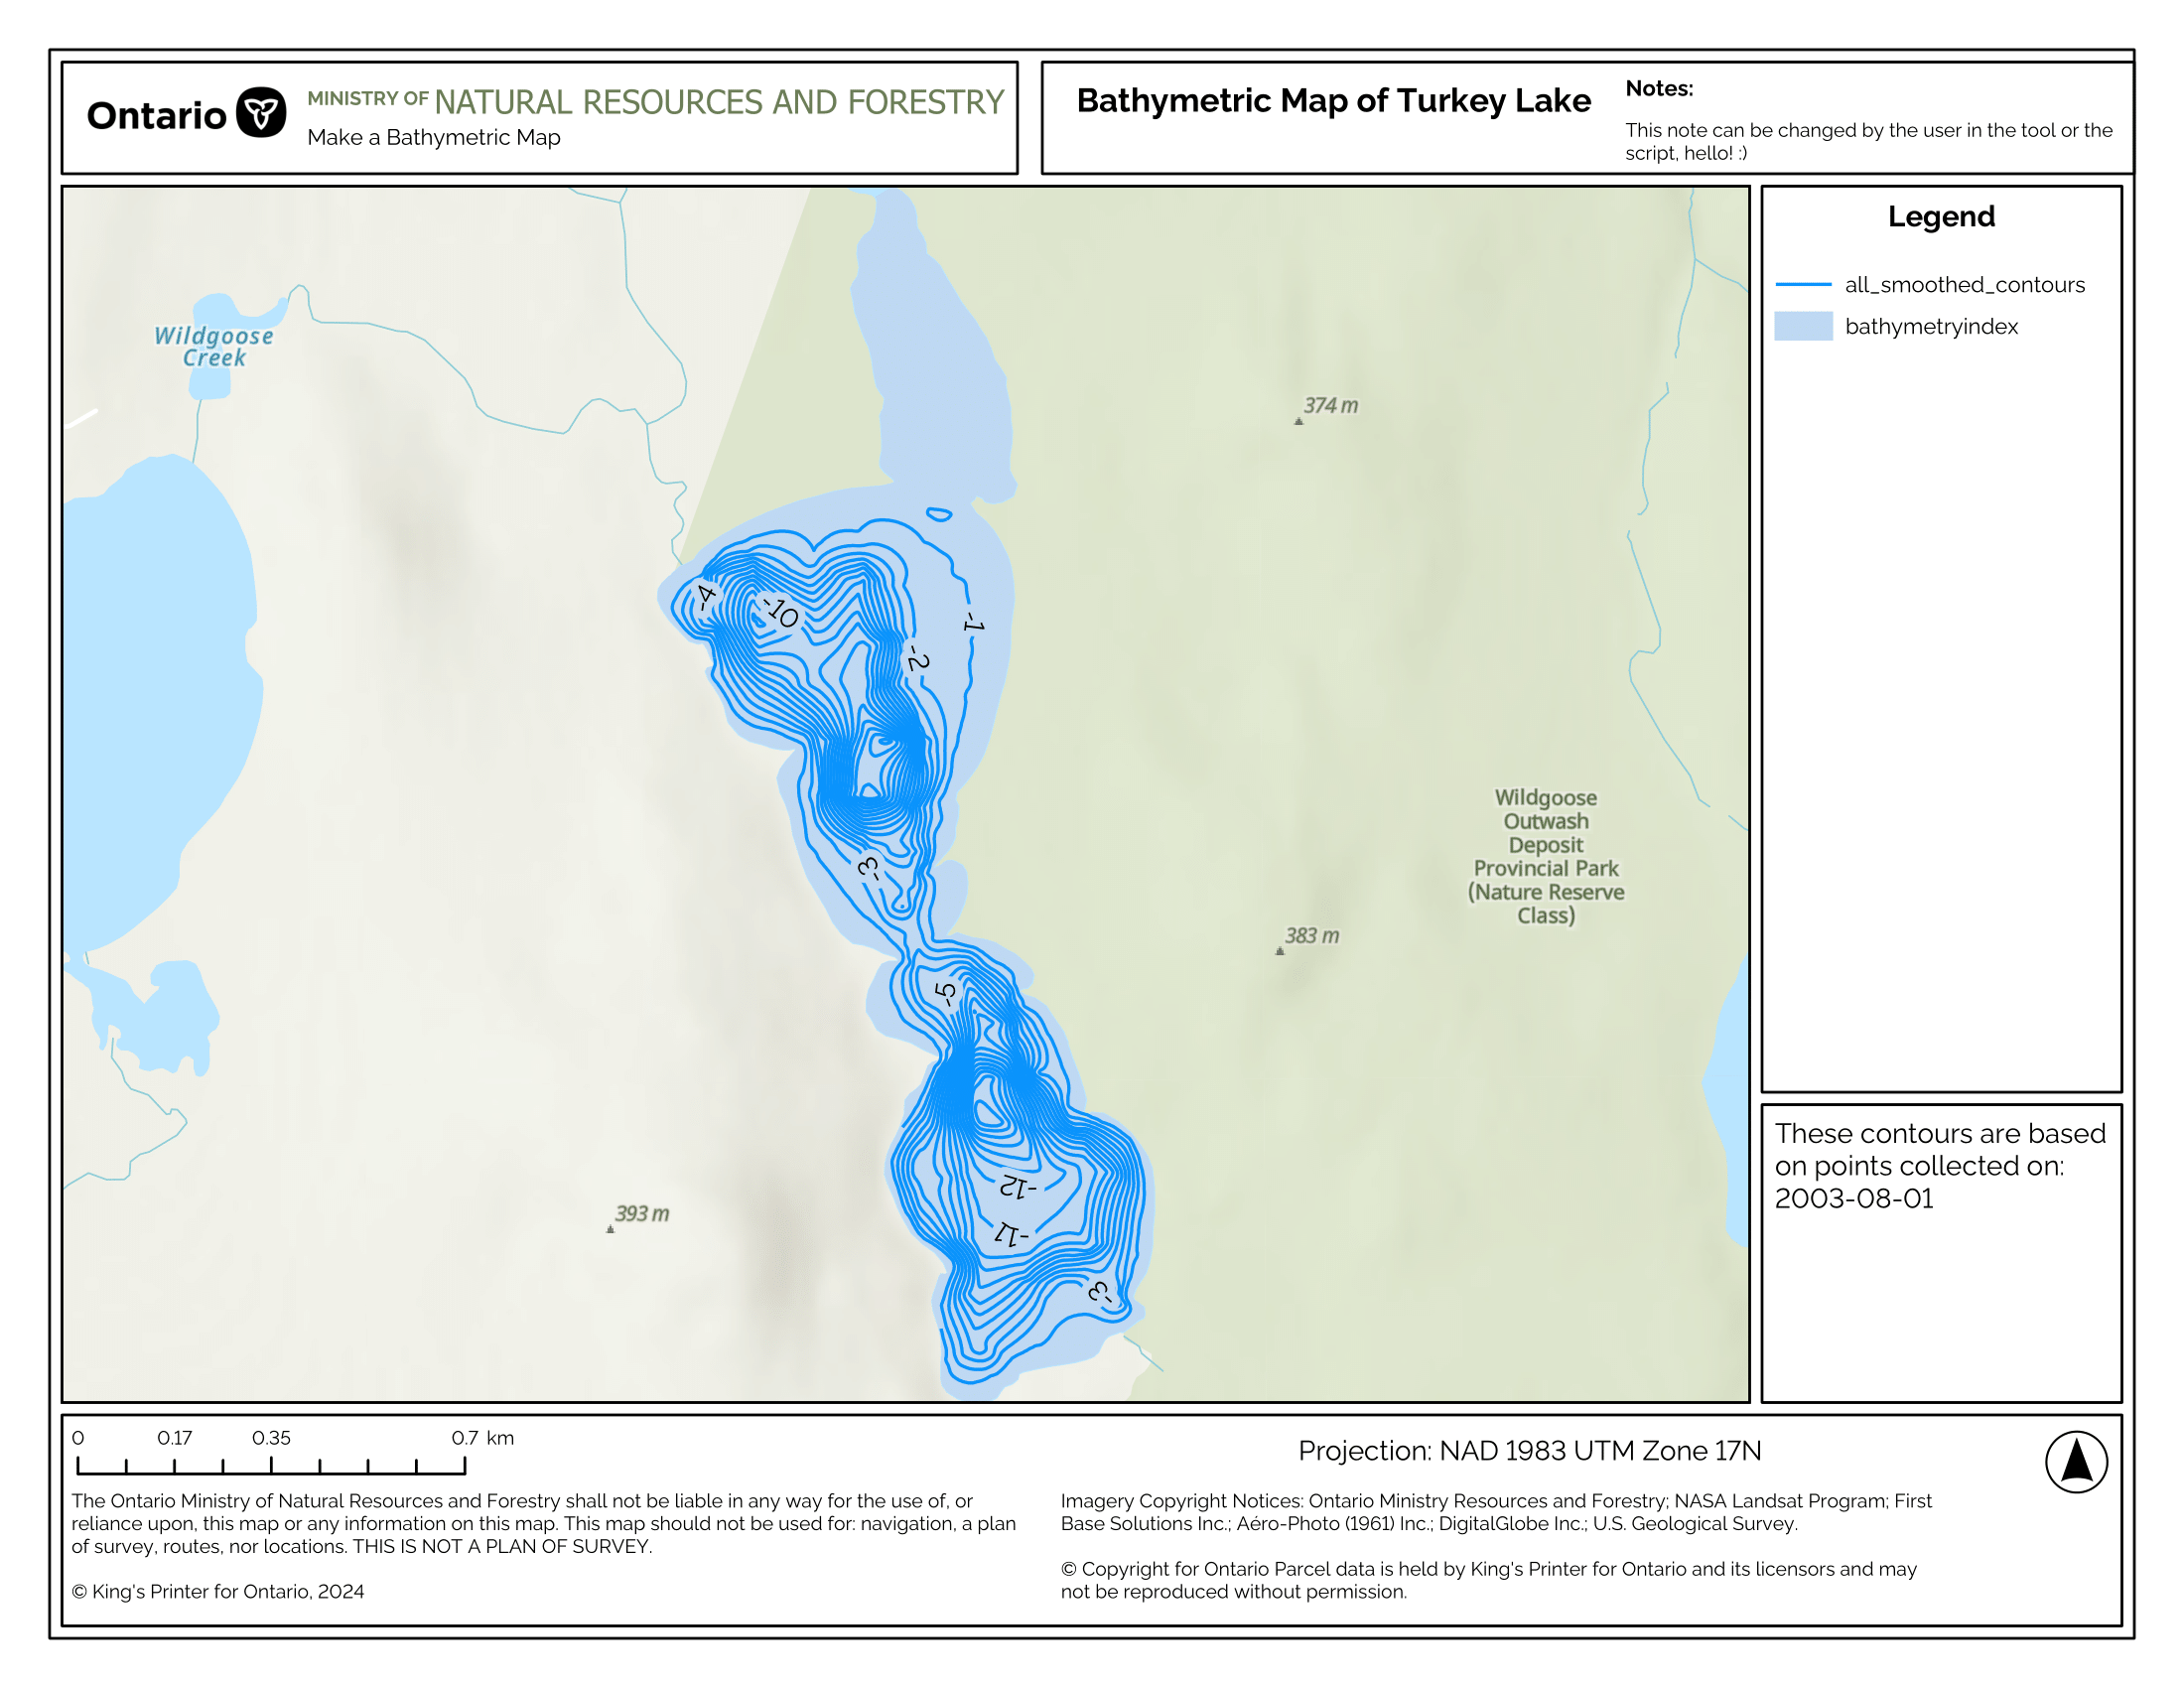 Ontario
MINISTRY OF NATURAL RESOURCES AND FORESTRY
Make a Bathymetric Map
Bathymetric Map of Turkey Lake
Notes:
This note can be changed by the user in the tool or the
script, hello! :)
Wildgoose
Creek
374 m
-4
-10
-1
-2
-3
Wildgoose
Outwash
Deposit
Provincial Park
(Nature Reserve
Class)
383 m
-5
-12
-11
393 m
-3
Legend
all_smoothed_contours
bathymetryindex
These contours are based
on points collected on:
2003-08-01
0 0.17 0.35 0.7 km
The Ontario Ministry of Natural Resources and Forestry shall not be liable in any way for the use of, or
reliance upon, this map or any information on this map. This map should not be used for: navigation, a plan
of survey, routes, nor locations. THIS IS NOT A PLAN OF SURVEY.
© King's Printer for Ontario, 2024
Projection: NAD 1983 UTM Zone 17N
Imagery Copyright Notices: Ontario Ministry Resources and Forestry; NASA Landsat Program; First
Base Solutions Inc.; Aéro-Photo (1961) Inc.; DigitalGlobe Inc.; U.S. Geological Survey.
© Copyright for Ontario Parcel data is held by King's Printer for Ontario and its licensors and may
not be reproduced without permission.